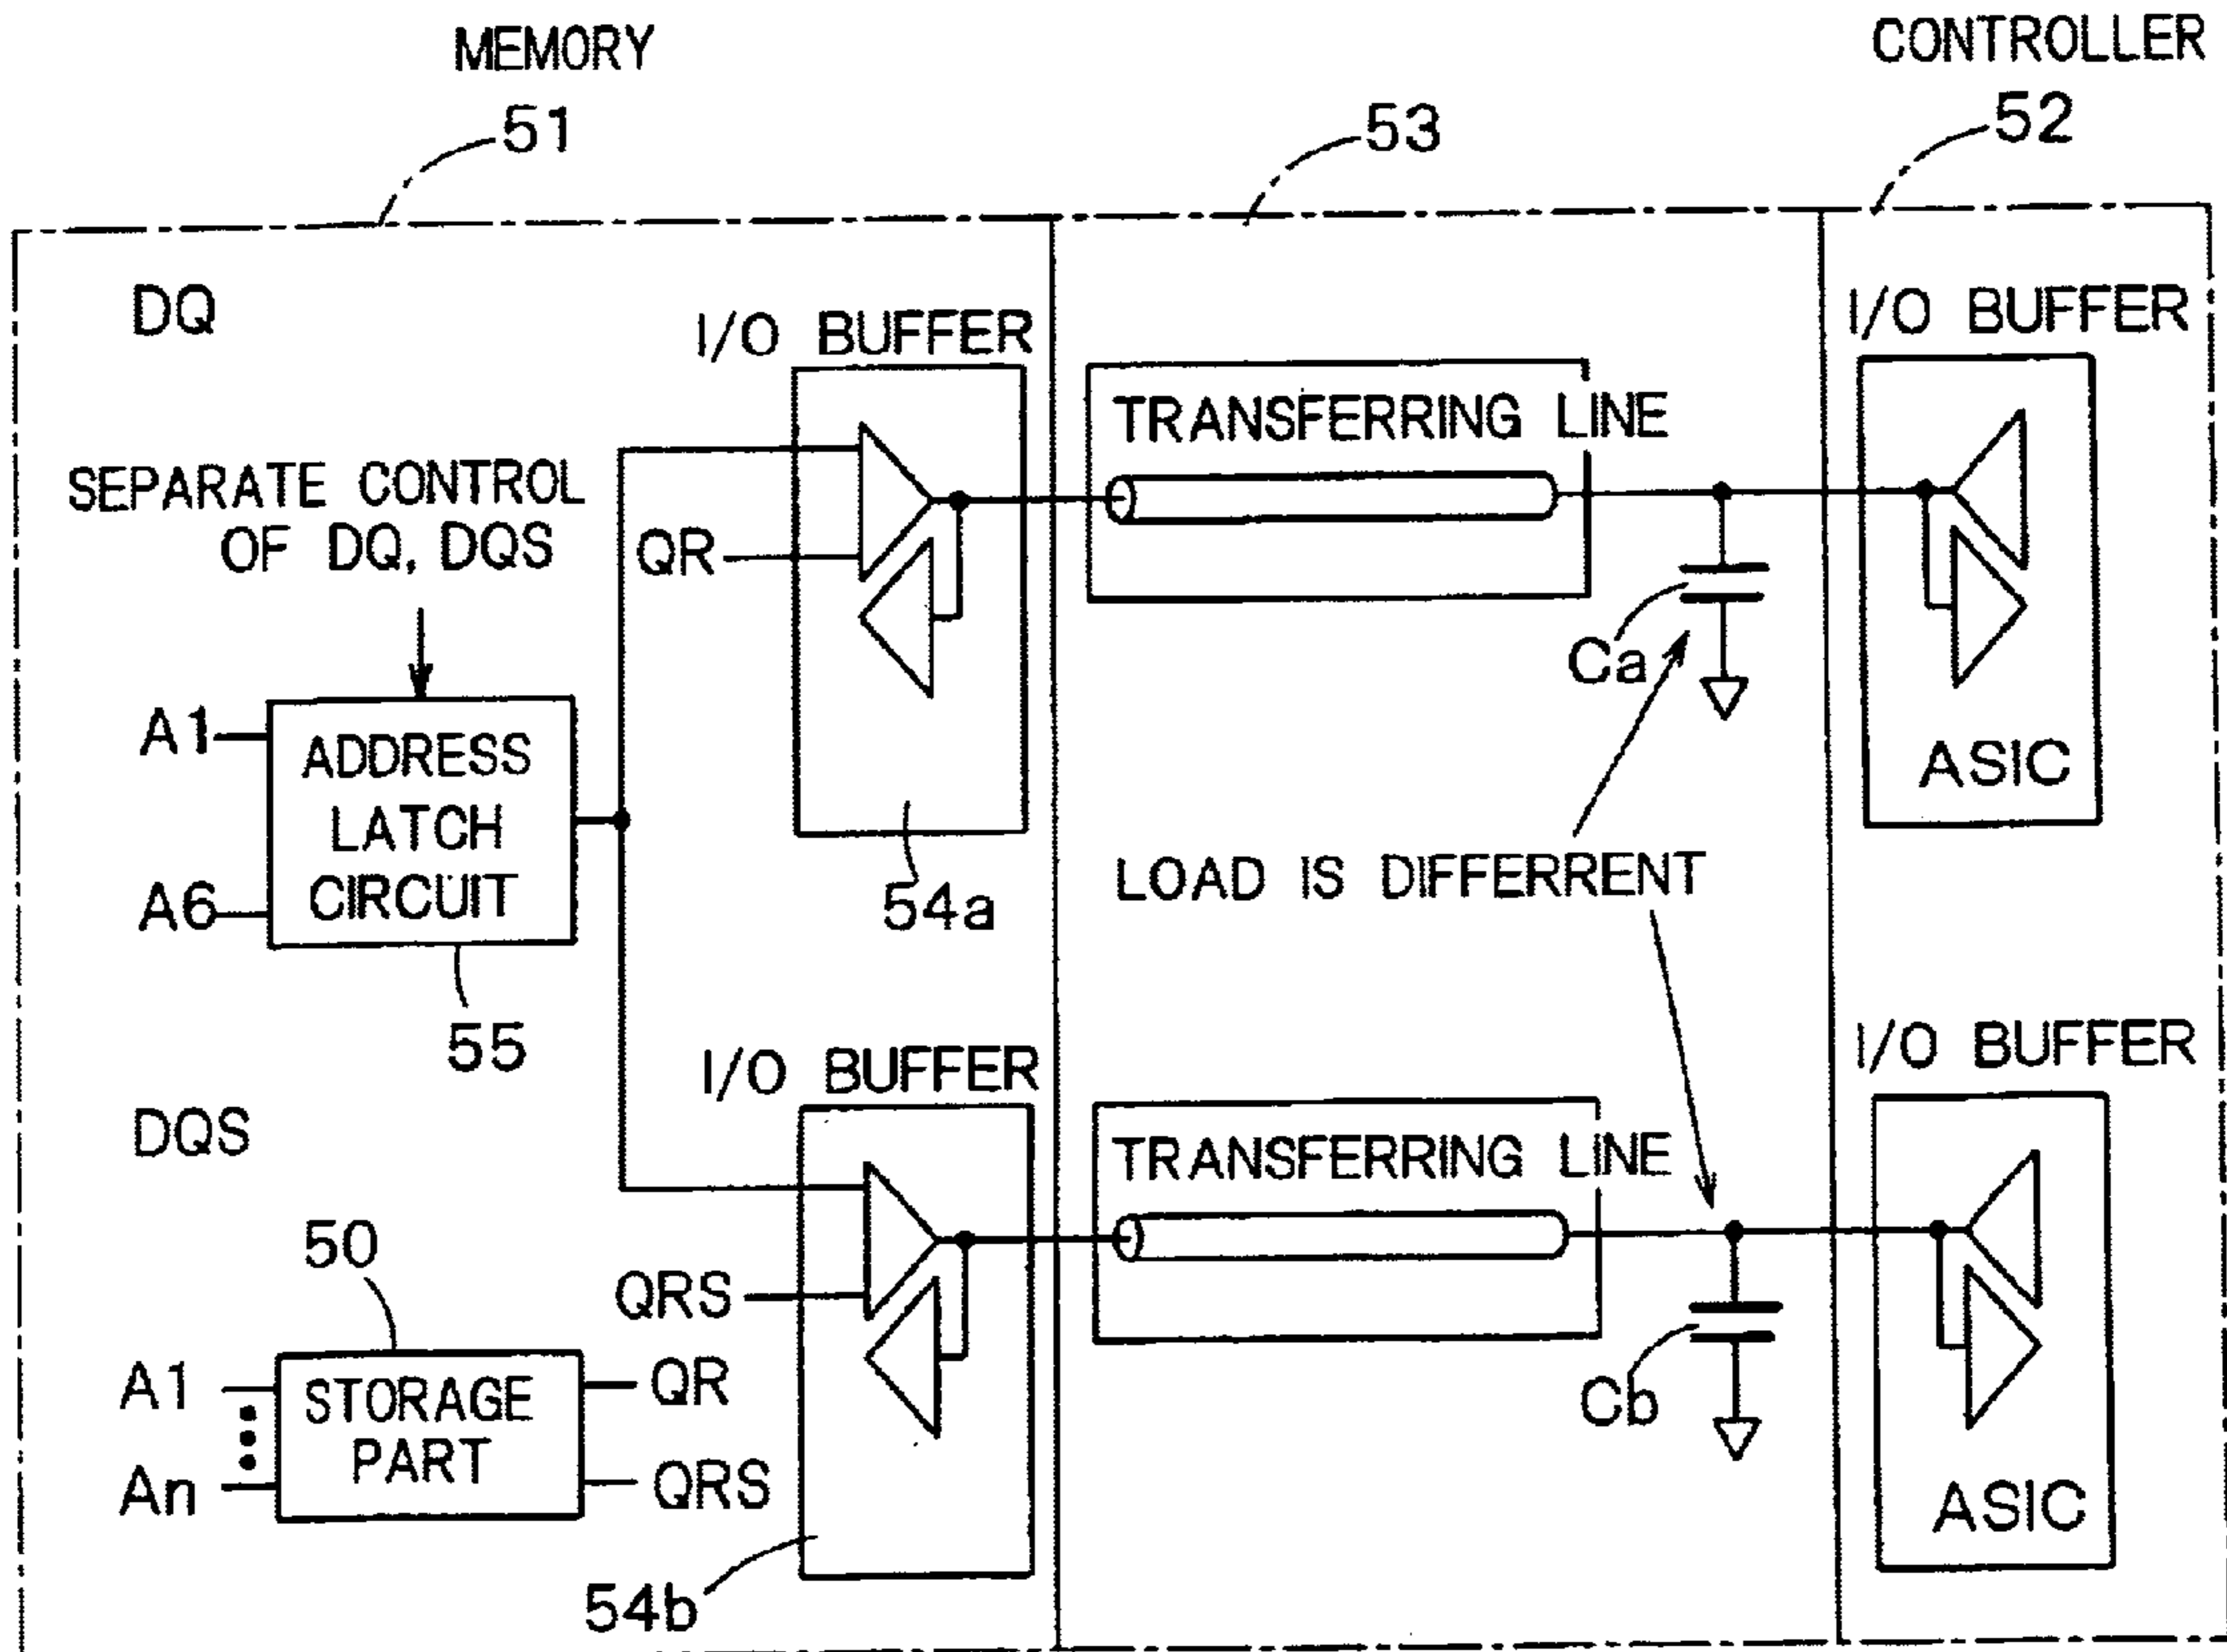 MEMORY
CONTROLLER
51
53
52
DQ
I/O BUFFER
I/O BUFFER
TRANSFERRING LINE
SEPARATE CONTROL
OF DQ, DQS
QR
Ca
A1
ADDRESS
LATCH
CIRCUIT
ASIC
A6
54a
LOAD IS DIFFERRENT
55
I/O BUFFER
I/O BUFFER
DQS
TRANSFERRING LINE
50
QRS
A1
STORAGE
PART
QR
Cb
An
QRS
ASIC
54b